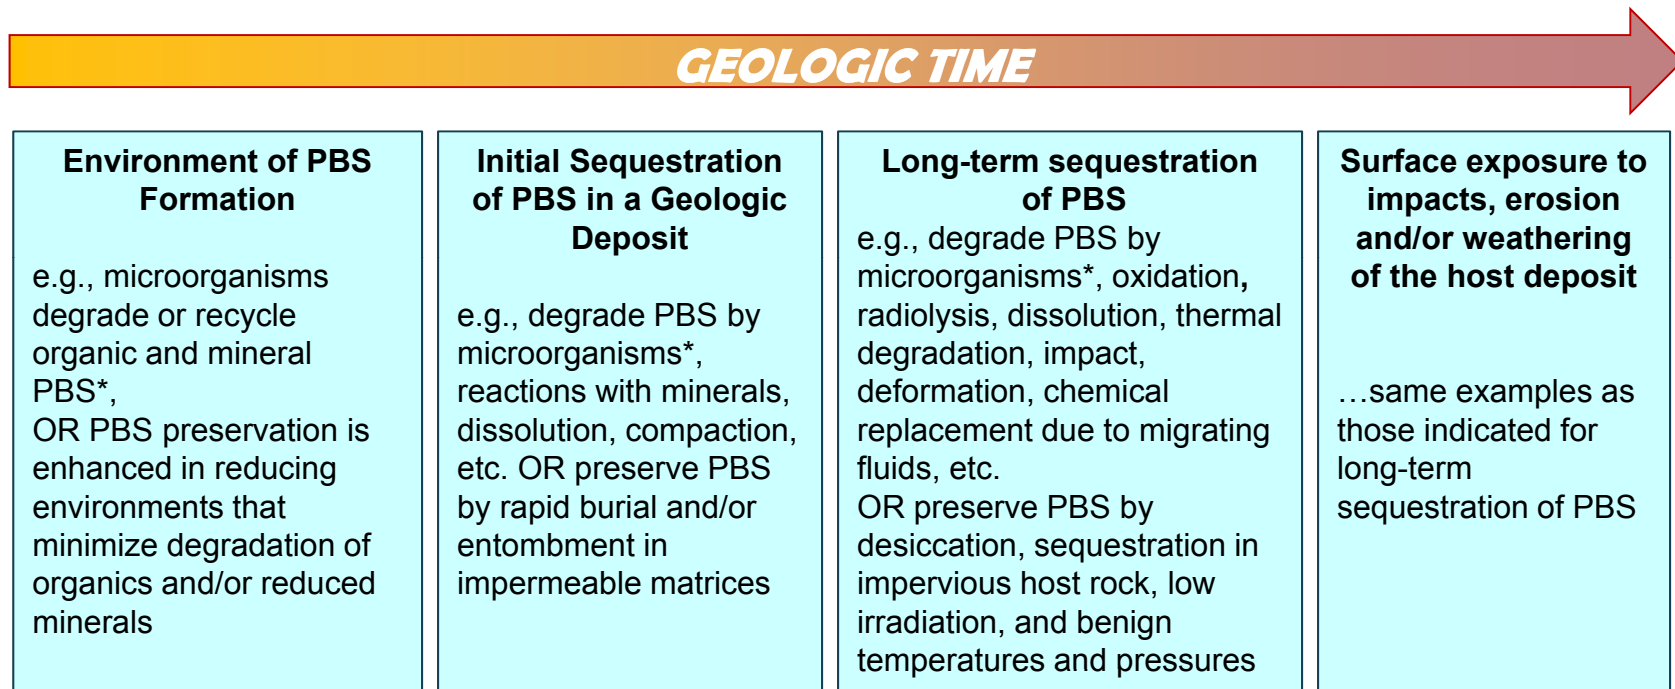 GEOLOGIC TIME
Environment of PBS
Formation
e.g., microorganisms
degrade or recycle
organic and mineral
PBS*,
OR PBS preservation is
enhanced in reducing
environments that
minimize degradation of
organics and/or reduced
minerals
Initial Sequestration
of PBS in a Geologic
Deposit
e.g., degrade PBS by
microorganisms*,
reactions with minerals,
dissolution, compaction,
etc. OR preserve PBS
by rapid burial and/or
entombment in
impermeable matrices
Long-term sequestration
of PBS
e.g., degrade PBS by
microorganisms*, oxidation,
radiolysis, dissolution, thermal
degradation, impact,
deformation, chemical
replacement due to migrating
fluids, etc.
OR preserve PBS by
desiccation, sequestration in
impervious host rock, low
irradiation, and benign
temperatures and pressures
Surface exposure to
impacts, erosion
and/or weathering
of the host deposit
…same examples as
those indicated for
long-term
sequestration of PBS